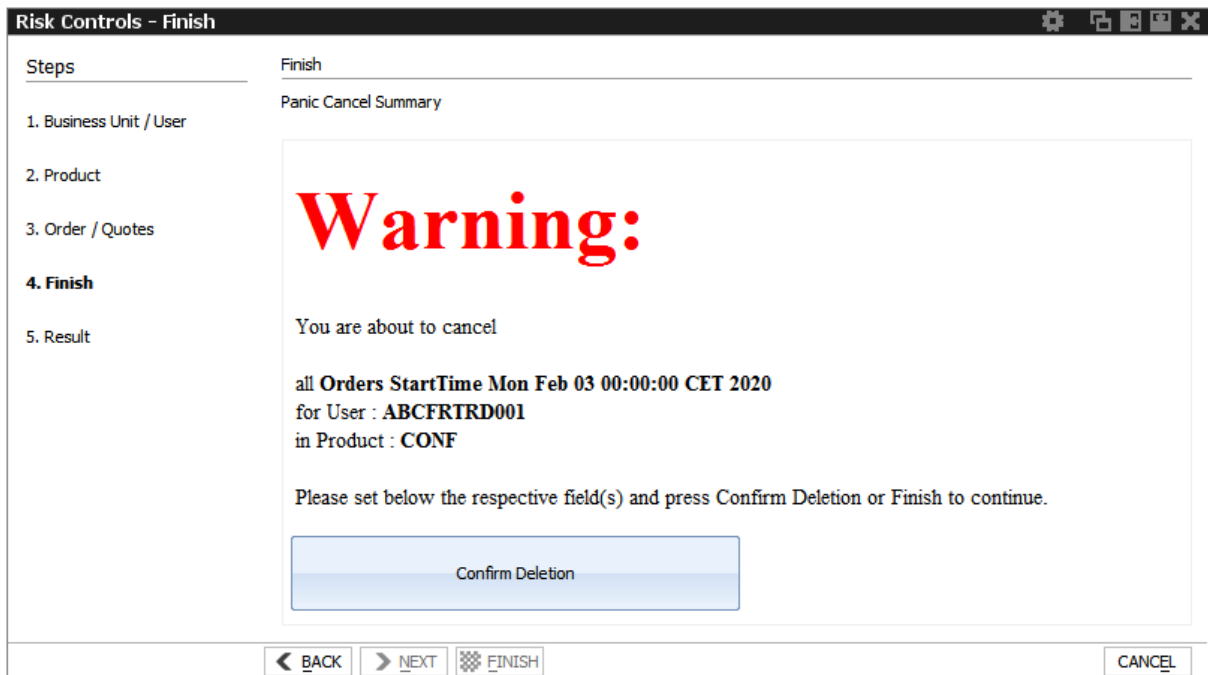 Risk Controls - Finish
Steps
1. Business Unit / User
2. Product
3. Order / Quotes
4. Finish
5. Result
Finish
Panic Cancel Summary
Warning:
You are about to cancel
all Orders StartTime Mon Feb 03 00:00:00 CET 2020
for User : ABCFRTRD001
in Product : CONF
Please set below the respective field(s) and press Confirm Deletion or Finish to continue.
Confirm Deletion
BACK NEXT FINISH CANCEL